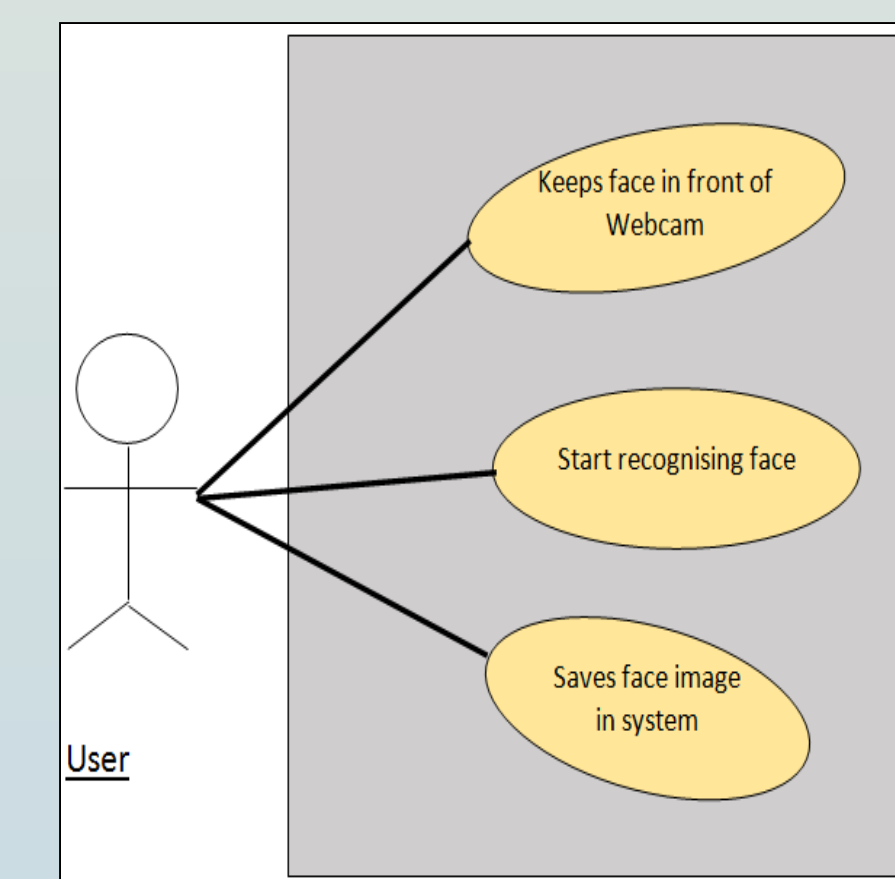 Keeps face in front of
Webcam
Start recognising face
Saves face image
in system
User